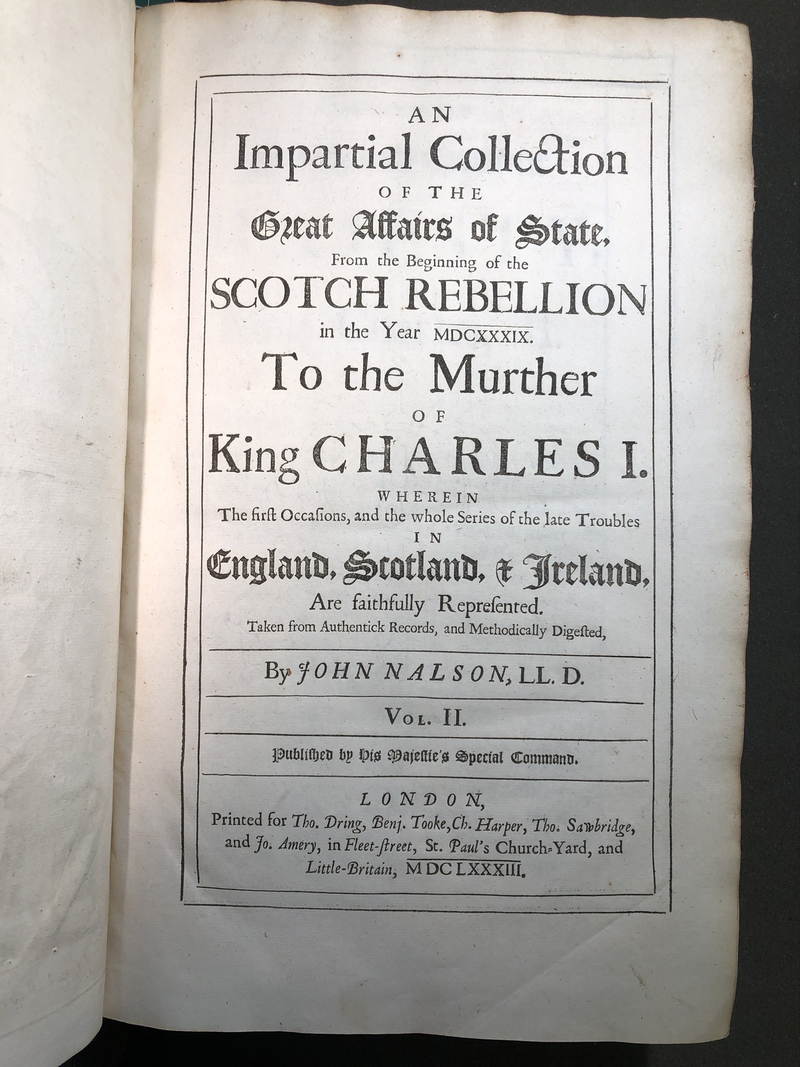 AN
Impartial Collection
OF THE
Great Affairs of State,
From the Beginning of the
SCOTCH REBELLION
in the Year MDCXXXIX.
To the Murther
OF
King CHARLES I.
WHEREIN
The firſt Occaſions, and the whole Series of the late Troubles
IN
England, Scotland, & Ireland,
Are faithfully Repreſented.
Taken from Authentick Records, and Methodically Digeſted,
By JOHN NALSON, LL. D.
VOL. II.
Publiſhed by His Majeſtie's Special Command.
LONDON,
Printed for Tho. Dring, Benj. Tooke, Ch. Harper, Tho. Sawbridge,
and Jo. Amery, in Fleet-ſtreet, St. Paul's Church-Yard, and
Little-Britain, MDCLXXXIII.